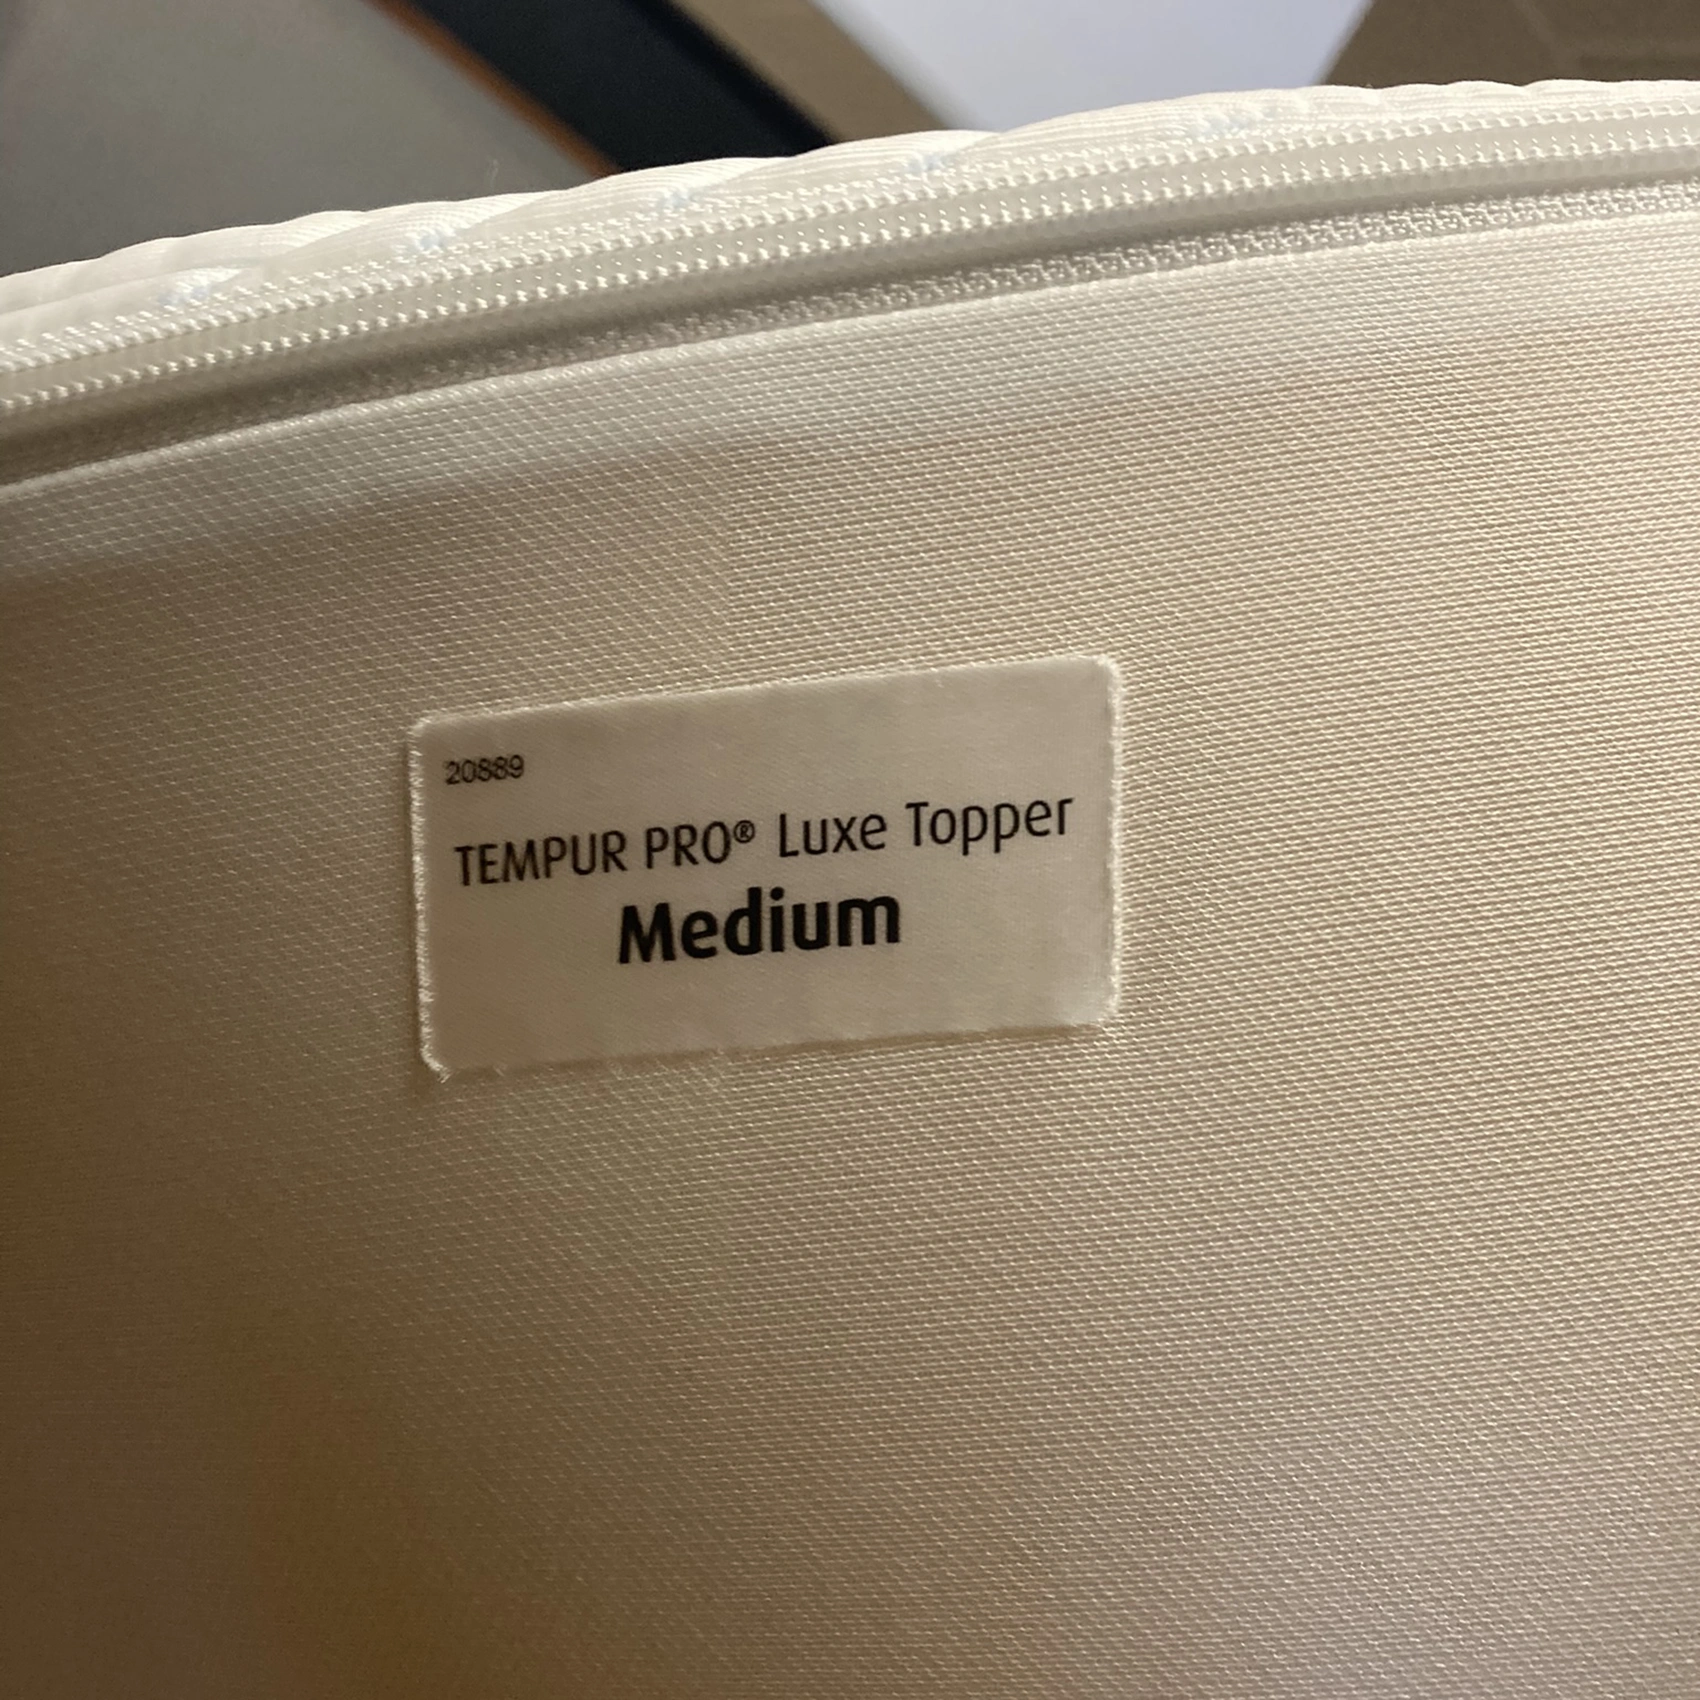 20889
TEMPUR PRO® Luxe Topper
Medium